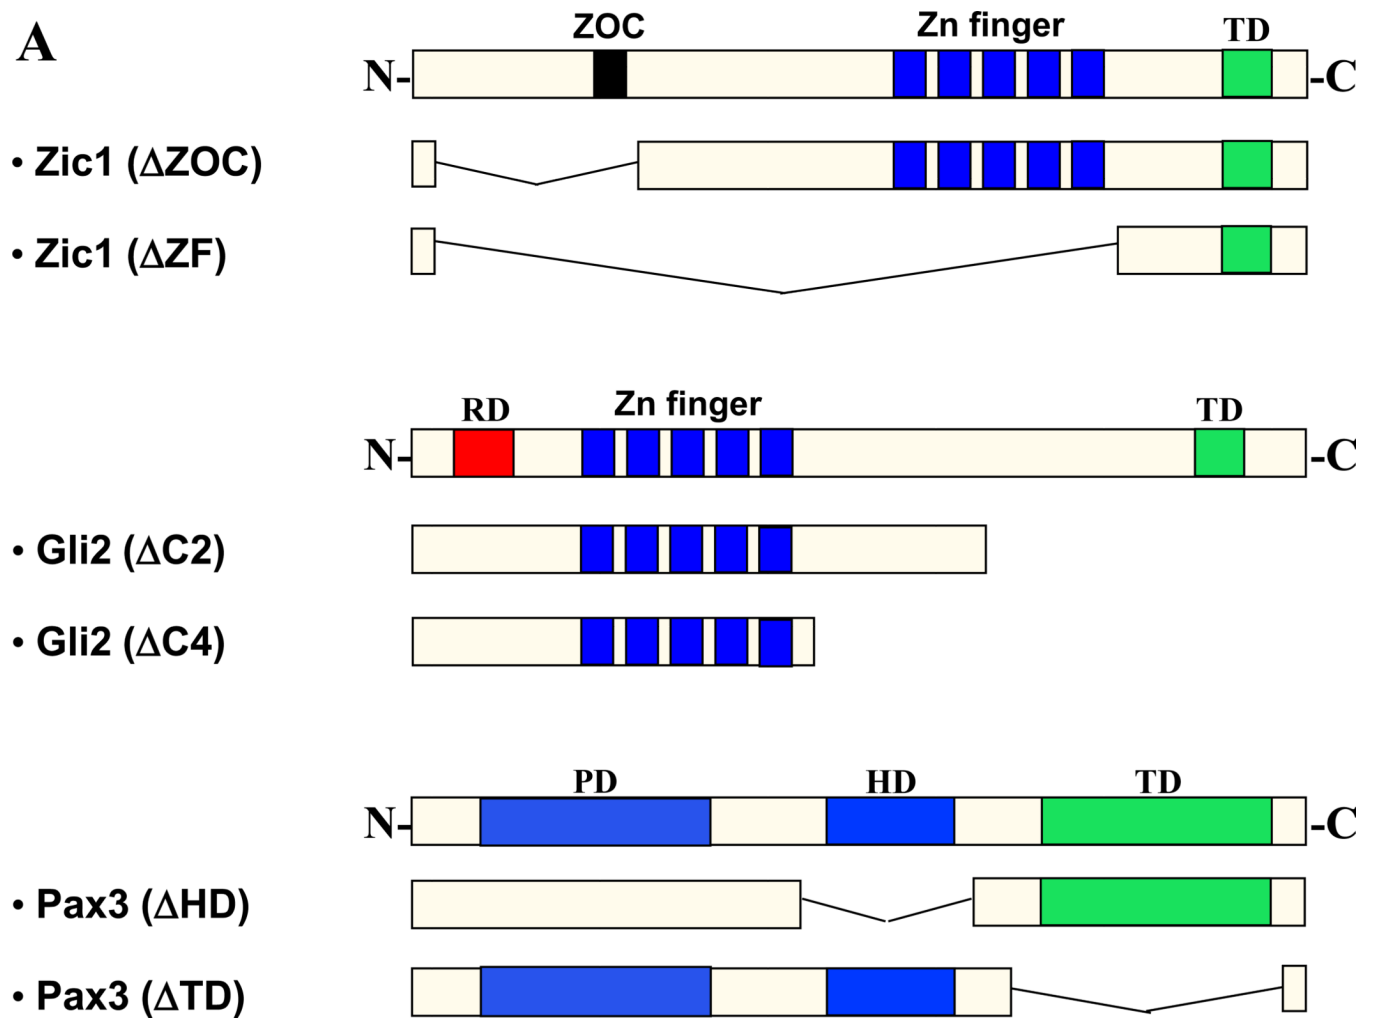 A
ZOC Zn finger TD
N- -C
• Zic1 (ΔZOC)
• Zic1 (ΔZF)
RD Zn finger TD
N- -C
• Gli2 (ΔC2)
• Gli2 (ΔC4)
PD HD TD
N- -C
• Pax3 (ΔHD)
• Pax3 (ΔTD)